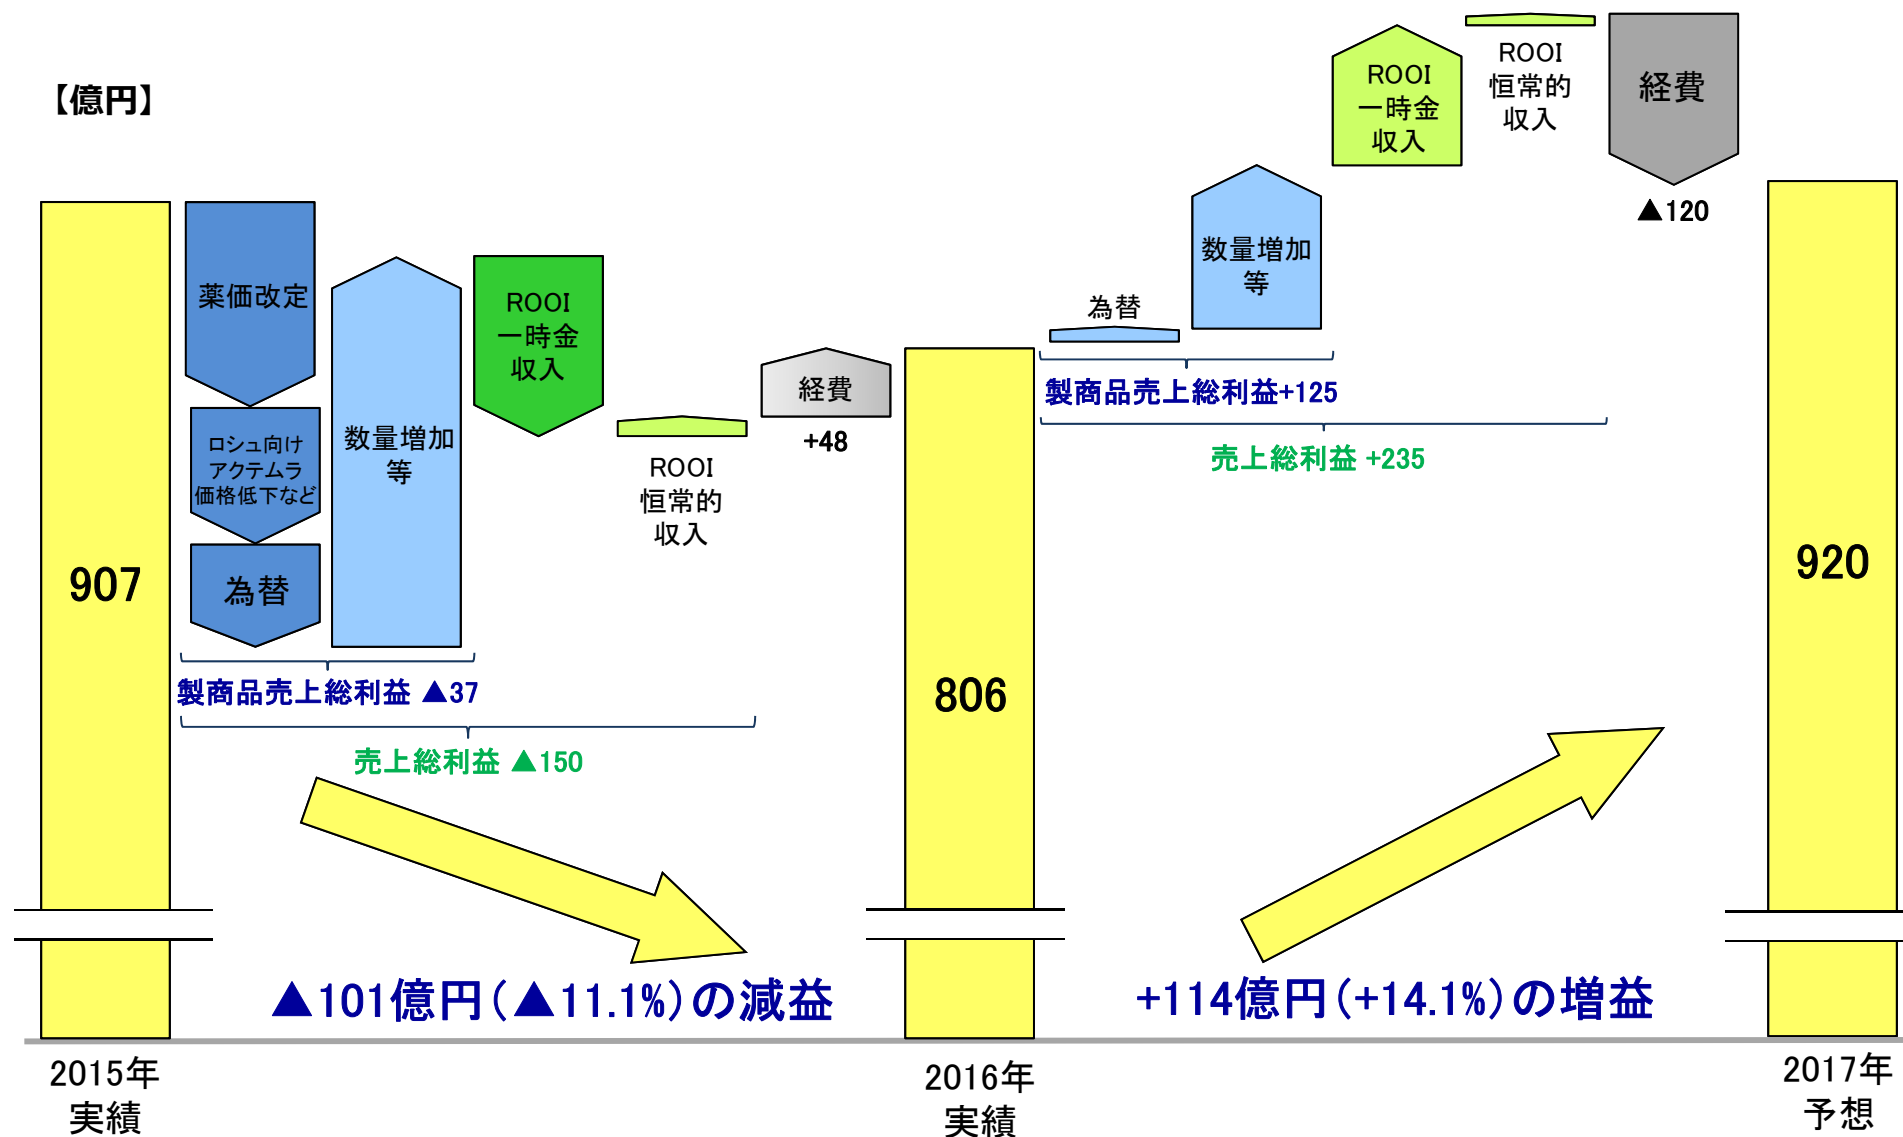 【億円】
907
薬価改定
ロシュ向け
アクテムラ
価格低下など
為替
数量増加
等
製商品売上総利益 ▲37
売上総利益 ▲150
ROOI
一時金
収入
ROOI
恒常的
収入
経費
+48
806
為替
数量増加
等
製商品売上総利益+125
売上総利益 +235
ROOI
一時金
収入
ROOI
恒常的
収入
経費
▲120
920
▲101億円(▲11.1%)の減益
+114億円(+14.1%)の増益
2015年
実績
2016年
実績
2017年
予想